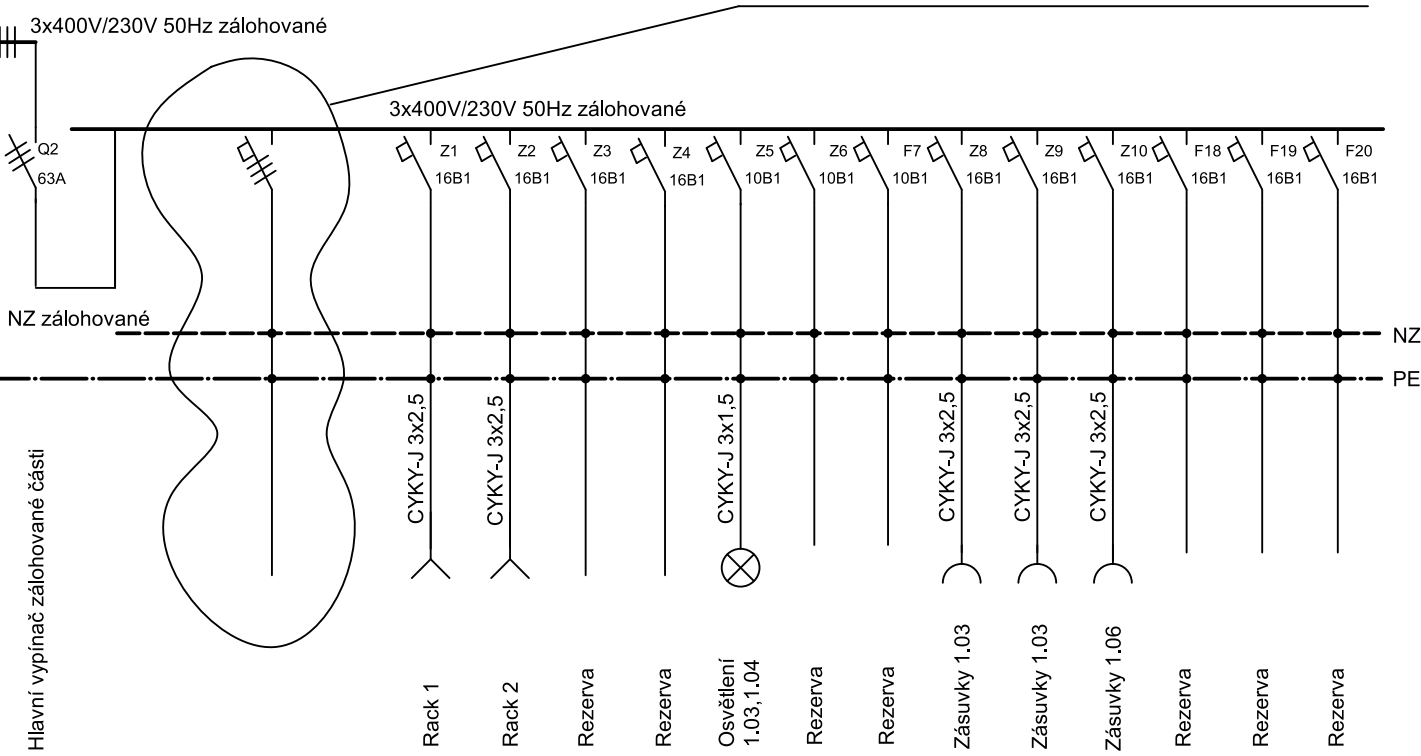 3x400V/230V 50Hz zálohované
3x400V/230V 50Hz zálohované
Q2
63A
Z1
16B1
Z2
16B1
Z3
16B1
Z4
16B1
Z5
10B1
Z6
10B1
F7
10B1
Z8
16B1
Z9
16B1
Z10
16B1
F18
16B1
F19
16B1
F20
16B1
NZ zálohované
NZ
PE
CYKY-J 3x2,5
CYKY-J 3x2,5
CYKY-J 3x1,5
CYKY-J 3x2,5
CYKY-J 3x2,5
CYKY-J 3x2,5
Hlavní vypínač zálohované části
Rack 1
Rack 2
Rezerva
Rezerva
Osvětlení
1.03,1.04
Rezerva
Rezerva
Zásuvky 1.03
Zásuvky 1.03
Zásuvky 1.06
Rezerva
Rezerva
Rezerva